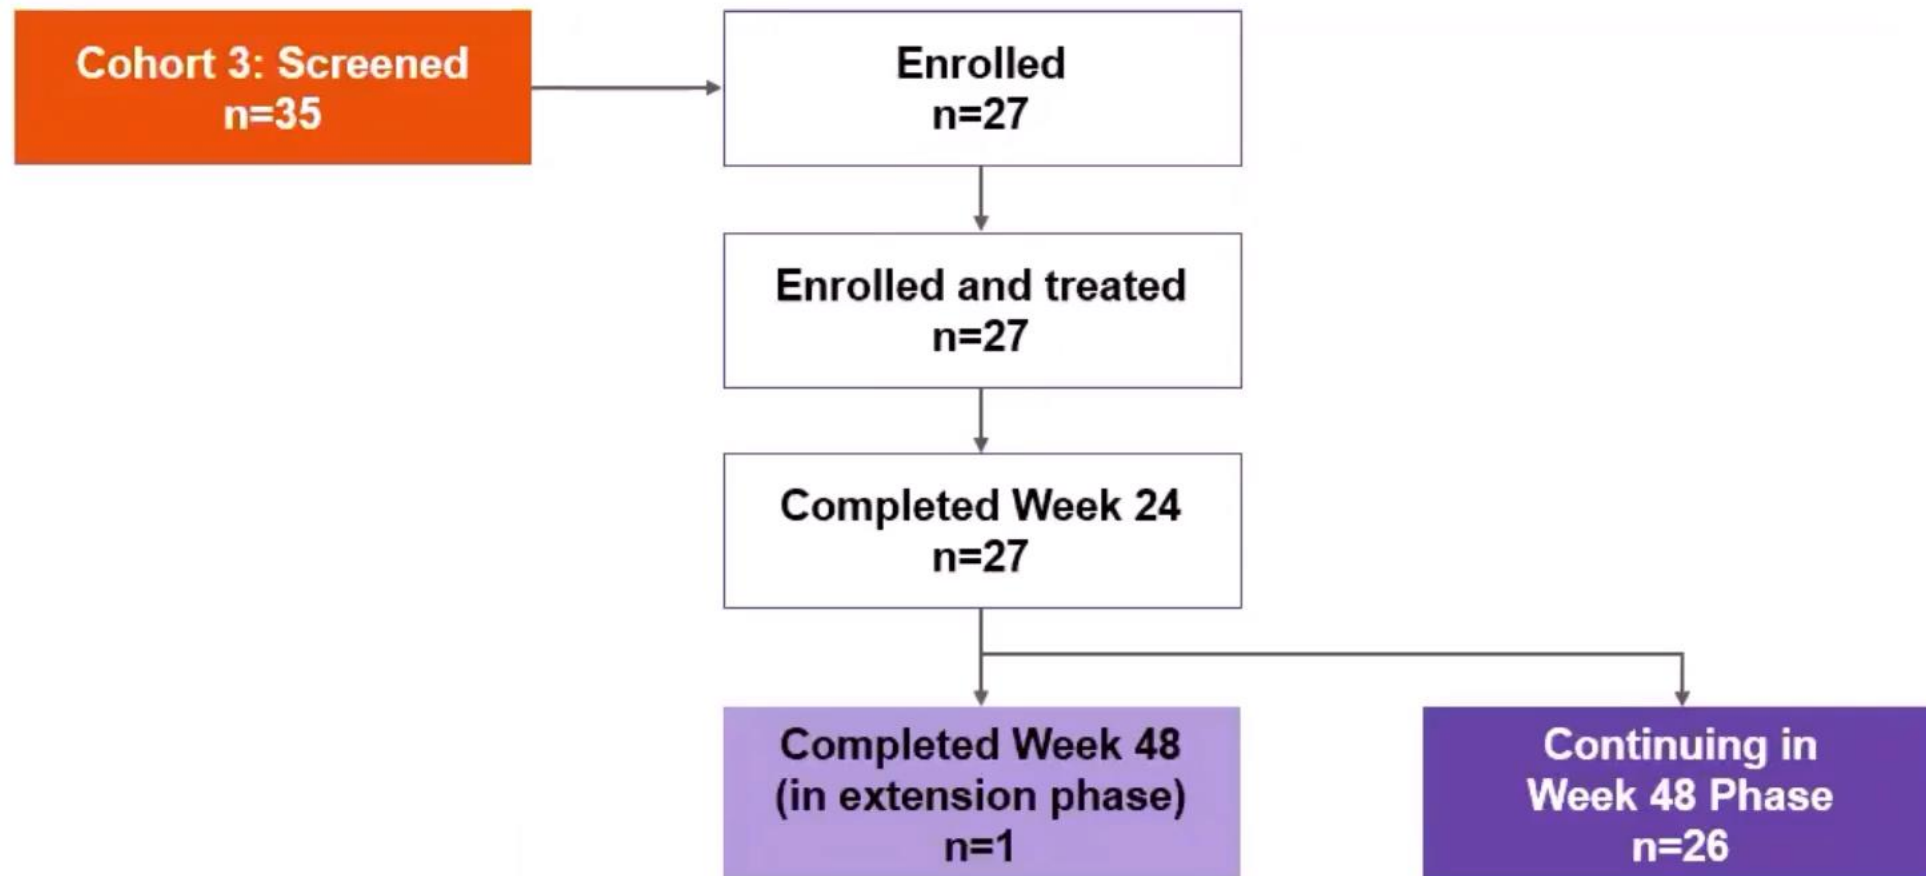 Cohort 3: Screened
n=35
Enrolled
n=27
Enrolled and treated
n=27
Completed Week 24
n=27
Completed Week 48
(in extension phase)
n=1
Continuing in
Week 48 Phase
n=26